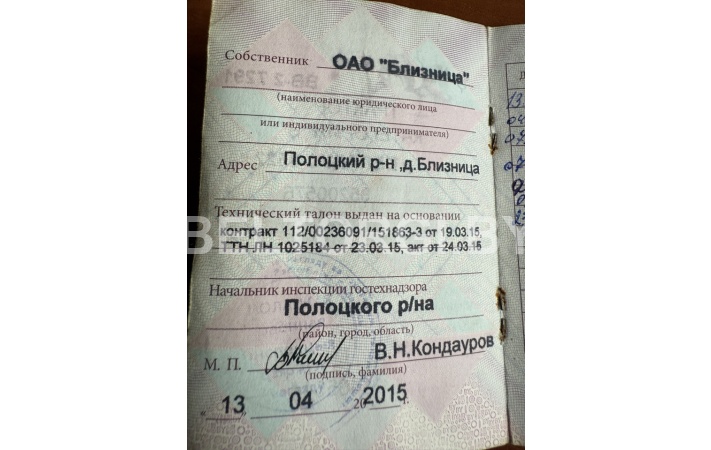 Собственник ОАО "Близница"
(наименование юридического лица
или индивидуального предпринимателя)
Адрес Полоцкий р-н ,д.Близница
Технический талон выдан на основании
контракт 112/00236091/151863-3 от 19.03.15,
ТТН ЛН 1025184 от 23.03.15, акт от 24.03.15
Начальник инспекции гостехнадзора
Полоцкого р/на
(район, город, область)
М. П. В.Н.Кондауров
(подпись, фамилия)
" 13 04 2015